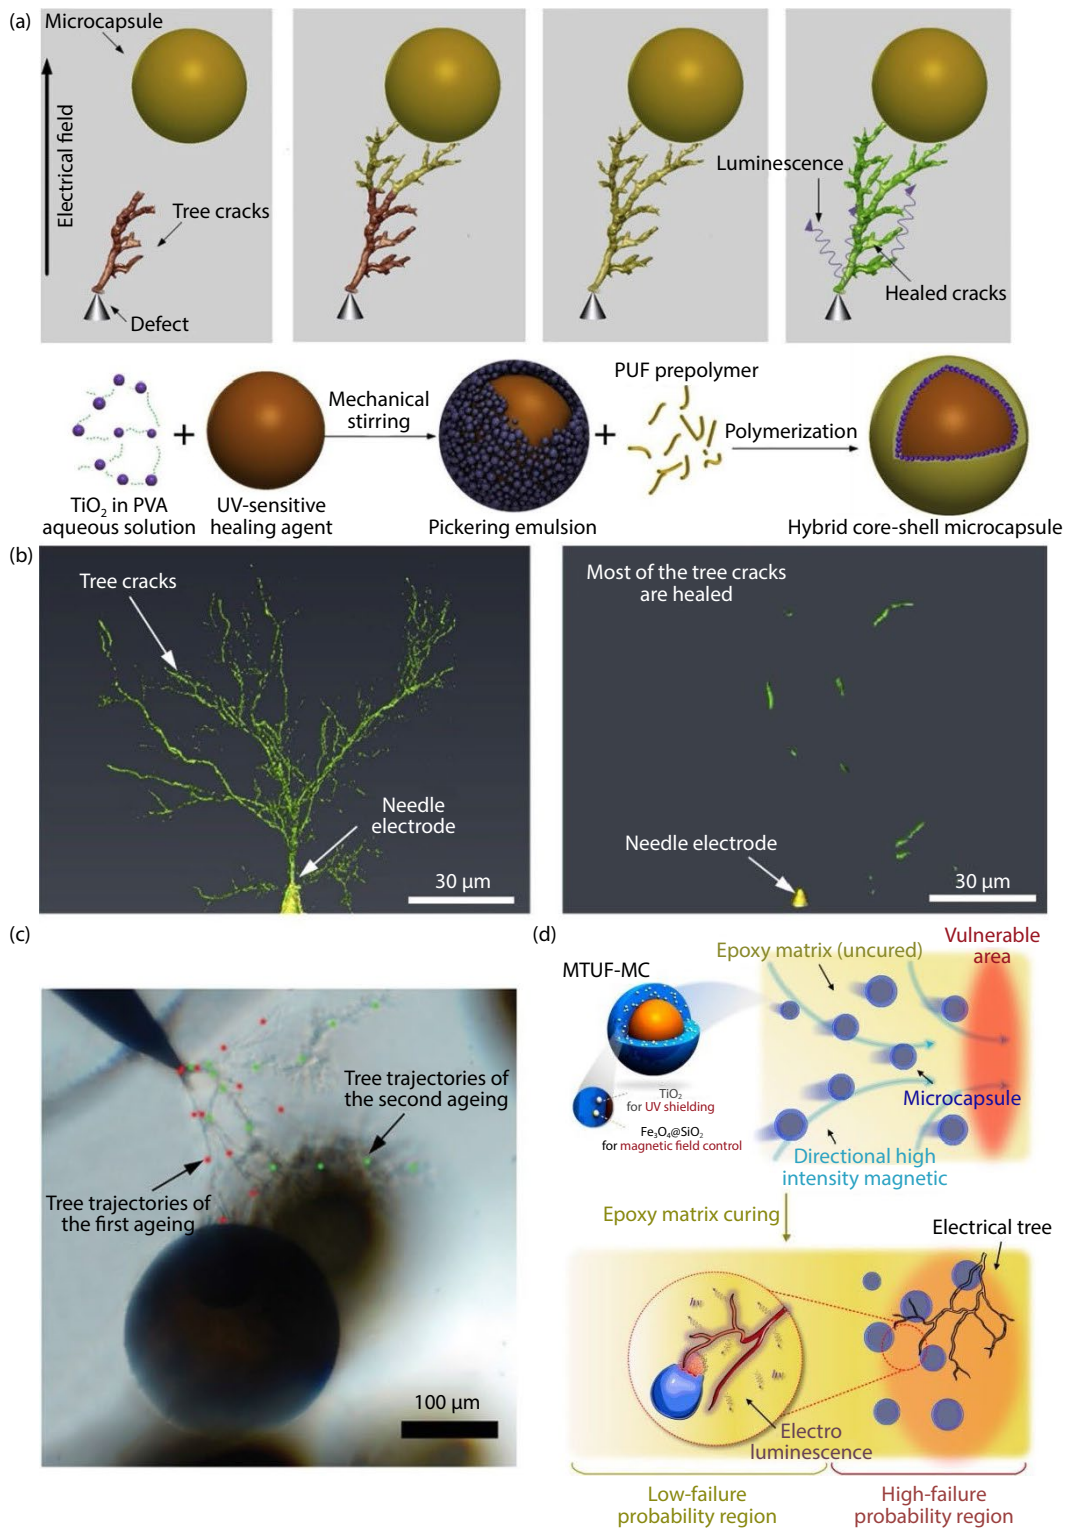 (a)
Microcapsule
Electrical field
Tree cracks
Defect
Luminescence
Healed cracks
TiO₂ in PVA
aqueous solution
+
UV-sensitive
healing agent
Mechanical
stirring
Pickering emulsion
+
PUF prepolymer
Polymerization
Hybrid core-shell microcapsule
(b)
Tree cracks
Needle
electrode
30 μm
Most of the tree cracks
are healed
Needle electrode
30 μm
(c)
Tree trajectories of
the second ageing
Tree trajectories of
the first ageing
100 μm
(d)
MTUF-MC
TiO₂
for UV shielding
Fe₃O₄@SiO₂
for magnetic field control
Epoxy matrix (uncured)
Vulnerable
area
Microcapsule
Directional high
intensity magnetic
Epoxy matrix curing
Electrical tree
Electro
luminescence
Low-failure
probability region
High-failure
probability region